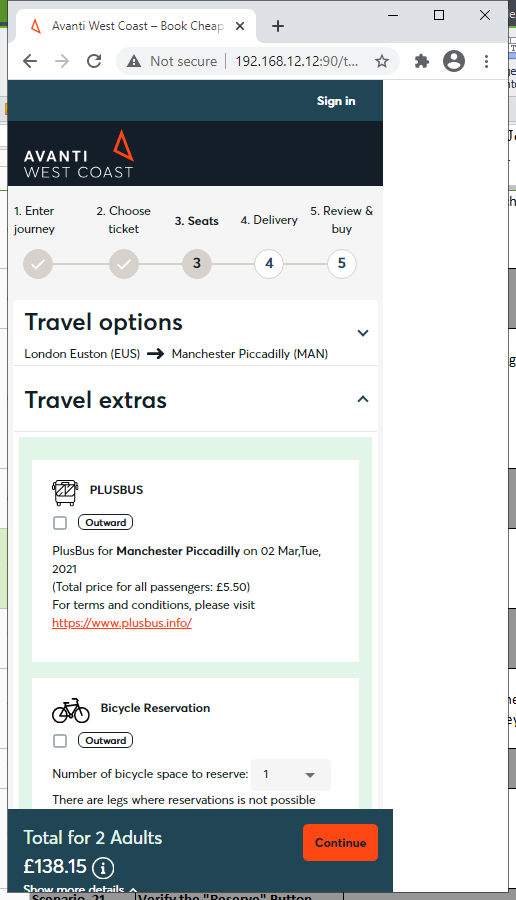 Avanti West Coast – Book Cheap
Not secure | 192.168.12.12:90/t...
Sign in
AVANTI
WEST COAST
1. Enter journey
2. Choose ticket
3. Seats
4. Delivery
5. Review & buy
3
4
5
Travel options
London Euston (EUS) → Manchester Piccadilly (MAN)
Travel extras
PLUSBUS
Outward
PlusBus for Manchester Piccadilly on 02 Mar,Tue,
2021
(Total price for all passengers: £5.50)
For terms and conditions, please visit
https://www.plusbus.info/
Bicycle Reservation
Outward
Number of bicycle space to reserve: 1
There are legs where reservations is not possible
Total for 2 Adults
£138.15
Continue
Show more details
Scenario 21 Verify the "Reserve" Button